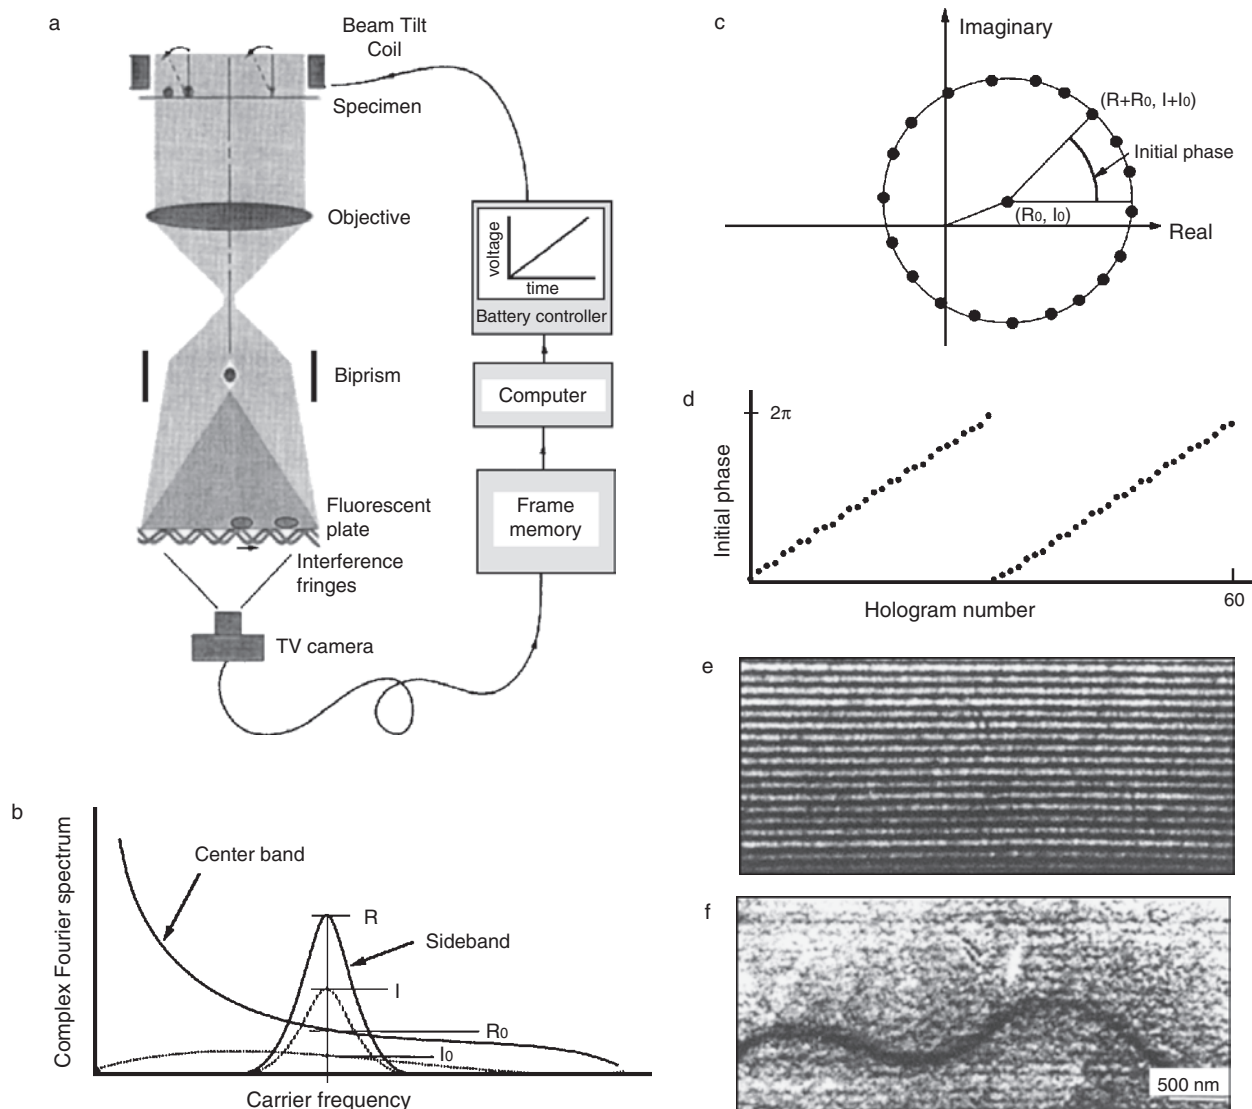 a
Beam Tilt
Coil
Specimen
Objective
voltage
time
Battery controller
Biprism
Computer
Frame
memory
Fluorescent
plate
Interference
fringes
TV camera
b
Complex Fourier spectrum
Center band
R
Sideband
I
R0
I0
Carrier frequency
c
Imaginary
(R+R0, I+I0)
Initial phase
(R0, I0)
Real
d
2π
Initial phase
Hologram number
60
e
f
500 nm